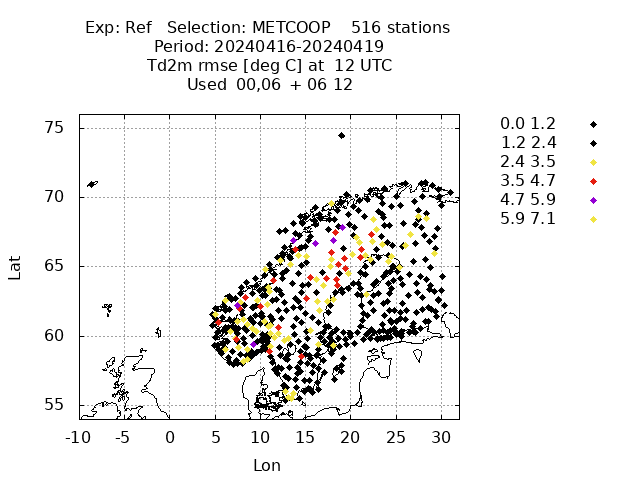 Exp: Ref   Selection: METCOOP    516 stations
Period: 20240416-20240419
Td2m rmse [deg C] at  12 UTC
Used  00,06  + 06 12
0.0 1.2
1.2 2.4
2.4 3.5
3.5 4.7
4.7 5.9
5.9 7.1
75
70
65
60
55
Lat
-10 -5 0 5 10 15 20 25 30
Lon